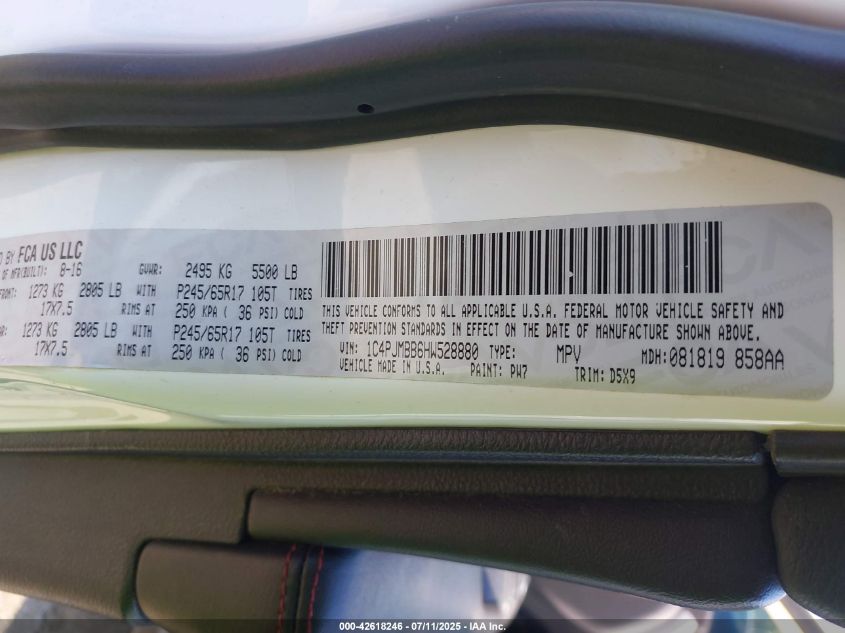 BY FCA US LLC
OF MFR(BUILT): 8-16 GVWR: 2495 KG 5500 LB
FRONT: 1273 KG 2805 LB WITH P245/65R17 105T TIRES
17X7.5 RIMS AT 250 KPA ( 36 PSI) COLD
1273 KG 2805 LB WITH P245/65R17 105T TIRES
17X7.5 RIMS AT 250 KPA ( 36 PSI) COLD
THIS VEHICLE CONFORMS TO ALL APPLICABLE U.S.A. FEDERAL MOTOR VEHICLE SAFETY AND
THEFT PREVENTION STANDARDS IN EFFECT ON THE DATE OF MANUFACTURE SHOWN ABOVE.
VIN: 1C4PJMBB6HW528880 TYPE: MPV MDH: 081819 858AA
VEHICLE MADE IN U.S.A. PAINT: PW7 TRIM: D5X9
000-42618246 - 07/11/2025 - IAA Inc.